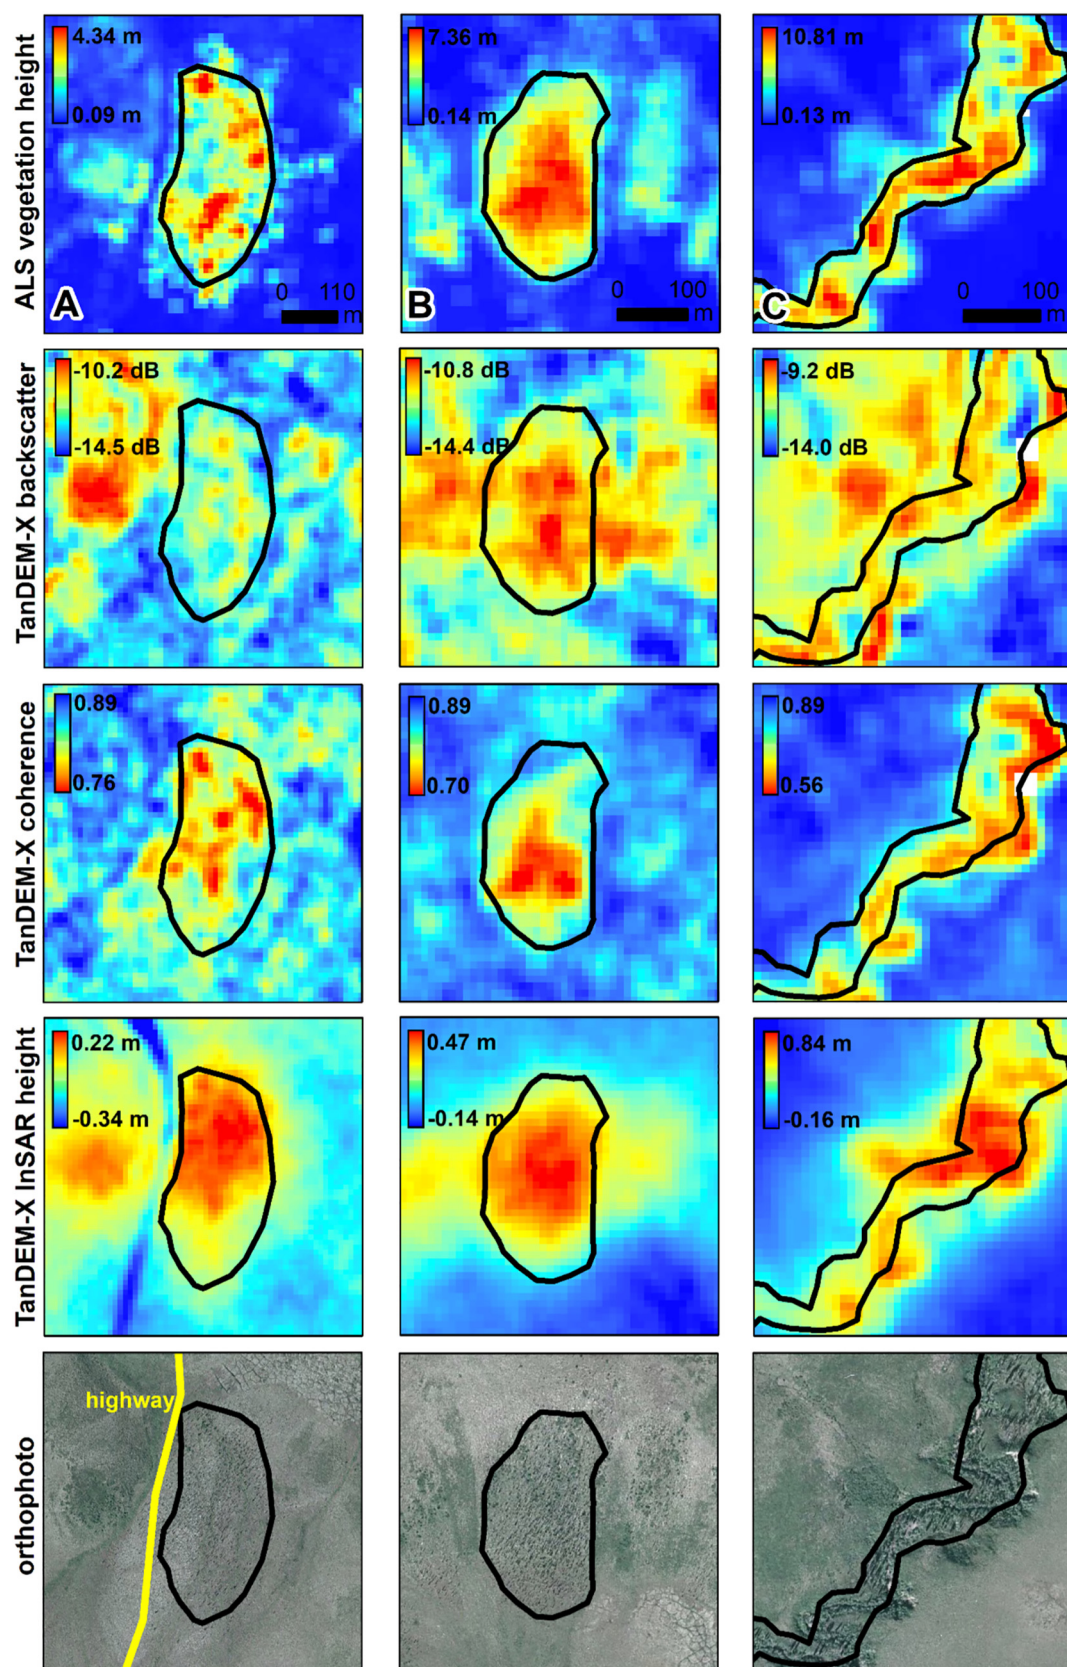 ALS vegetation height
4.34 m
0.09 m
A
0 110
m
7.36 m
0.14 m
B
0 100
m
10.81 m
0.13 m
C
0 100
m
TanDEM-X backscatter
-10.2 dB
-14.5 dB
-10.8 dB
-14.4 dB
-9.2 dB
-14.0 dB
TanDEM-X coherence
0.89
0.76
0.89
0.70
0.89
0.56
TanDEM-X InSAR height
0.22 m
-0.34 m
0.47 m
-0.14 m
0.84 m
-0.16 m
orthophoto
highway